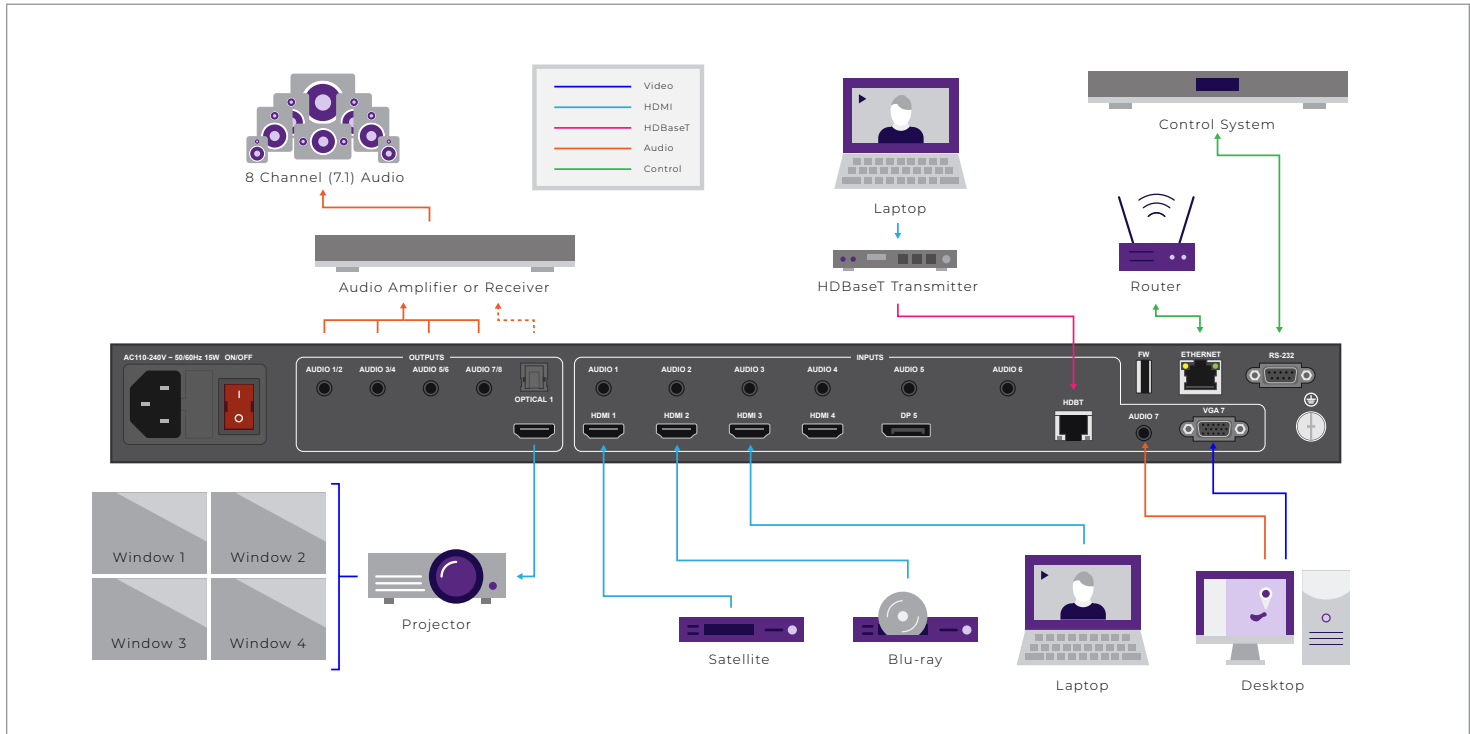 Video
HDMI
HDBaseT
Audio
Control
8 Channel (7.1) Audio
Laptop
Control System
Audio Amplifier or Receiver
HDBaseT Transmitter
Router
AC110-240V ~ 50/60Hz 15W ON/OFF
OUTPUTS
INPUTS
FW
ETHERNET
RS-232
AUDIO 1/2
AUDIO 3/4
AUDIO 5/6
AUDIO 7/8
OPTICAL 1
AUDIO 1
AUDIO 2
AUDIO 3
AUDIO 4
AUDIO 5
AUDIO 6
HDMI 1
HDMI 2
HDMI 3
HDMI 4
DP 5
HDBT
AUDIO 7
VGA 7
I
O
Window 1
Window 2
Window 3
Window 4
Projector
Satellite
Blu-ray
Laptop
Desktop